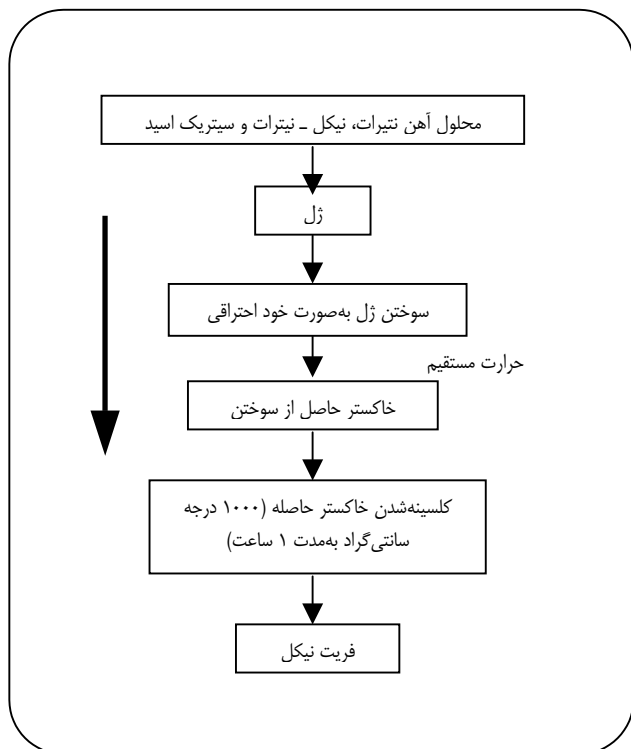 محلول آهن نتیرات، نیکل ـ نیترات و سیتریک اسید
ژل
سوختن ژل به‌صورت خود احتراقی
حرارت مستقیم
خاکستر حاصل از سوختن
کلسینه‌شدن خاکستر حاصله (۱۰۰۰ درجه
سانتی‌گراد به‌مدت ۱ ساعت)
فریت نیکل